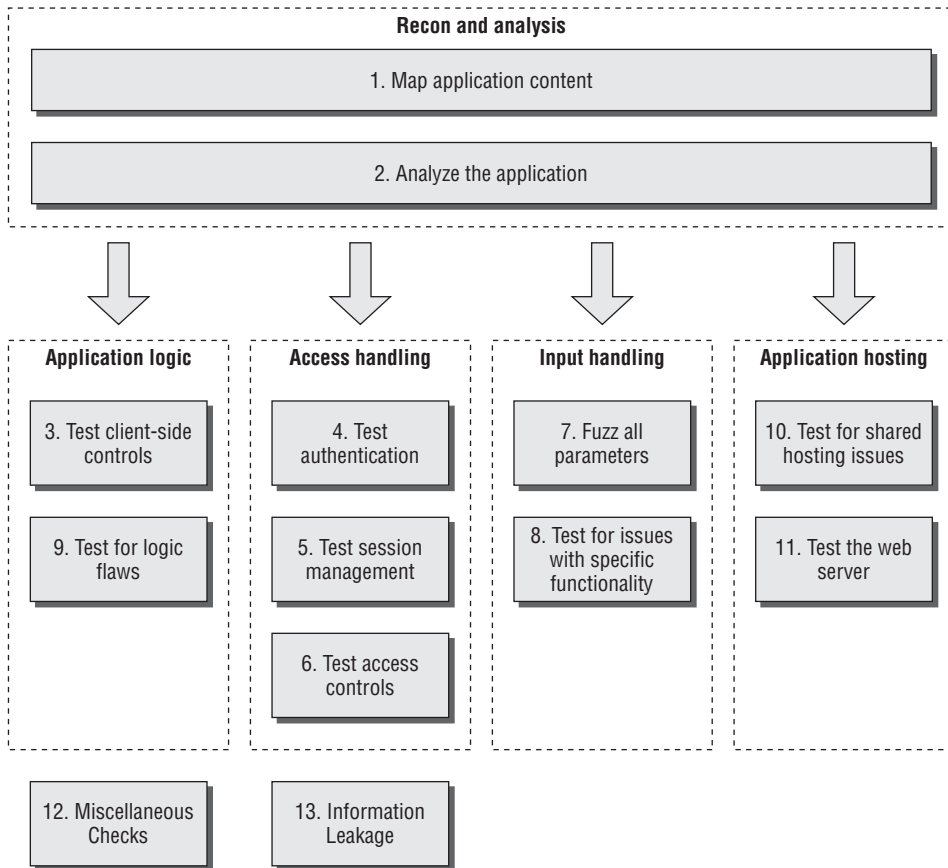 Recon and analysis
1. Map application content
2. Analyze the application
Application logic
3. Test client-side
controls
9. Test for logic
flaws
Access handling
4. Test
authentication
5. Test session
management
6. Test access
controls
Input handling
7. Fuzz all
parameters
8. Test for issues
with specific
functionality
Application hosting
10. Test for shared
hosting issues
11. Test the web
server
12. Miscellaneous
Checks
13. Information
Leakage